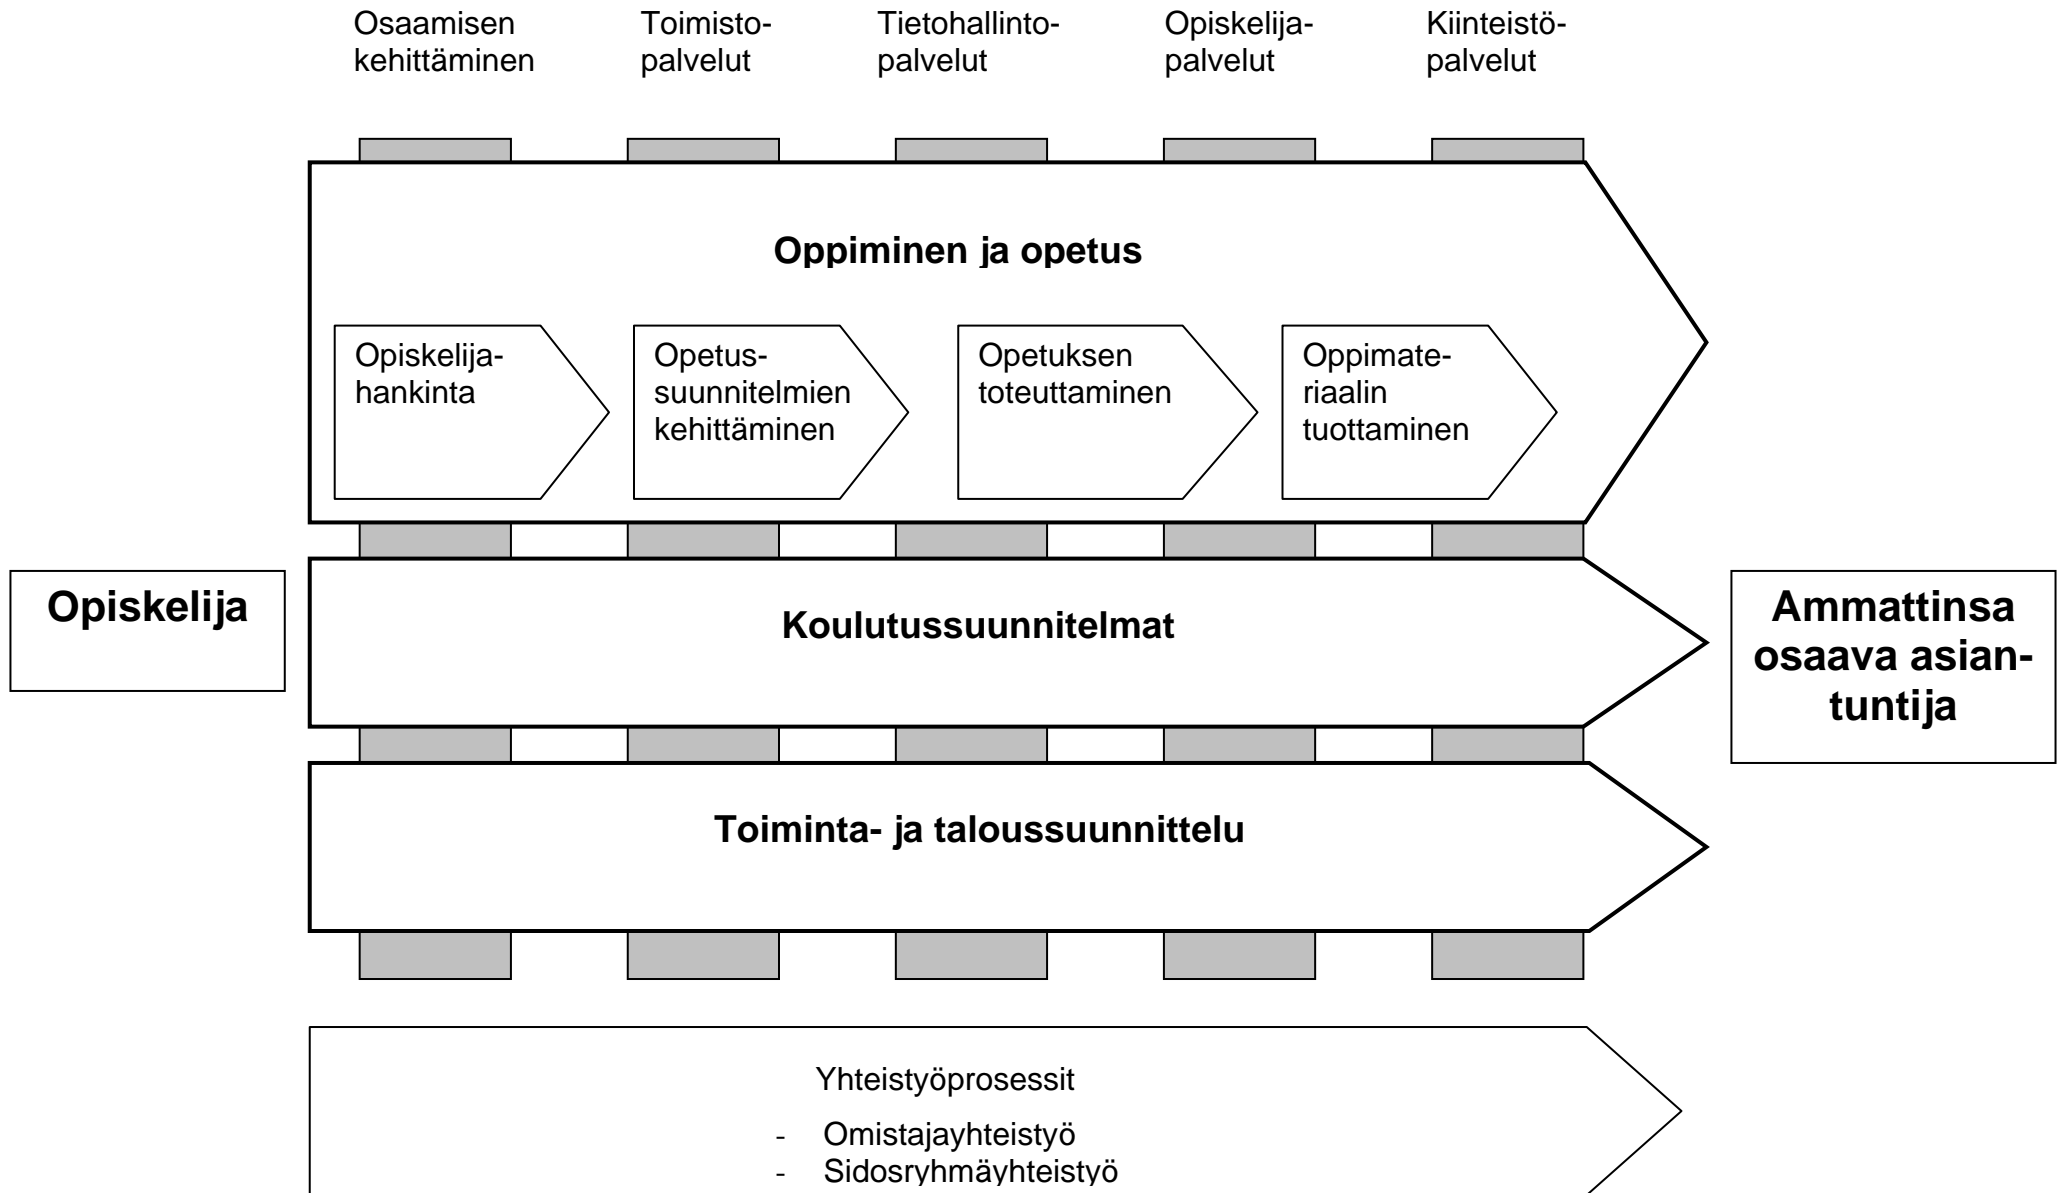 Osaamisen
kehittäminen
Toimisto-
palvelut
Tietohallinto-
palvelut
Opiskelija-
palvelut
Kiinteistö-
palvelut
Oppiminen ja opetus
Opiskelija-
hankinta
Opetus-
suunnitelmien
kehittäminen
Opetuksen
toteuttaminen
Oppimate-
riaalin
tuottaminen
Opiskelija
Koulutussuunnitelmat
Ammattinsa
osaava asian-
tuntija
Toiminta- ja taloussuunnittelu
Yhteistyöprosessit
- Omistajayhteistyö
- Sidosryhmäyhteistyö